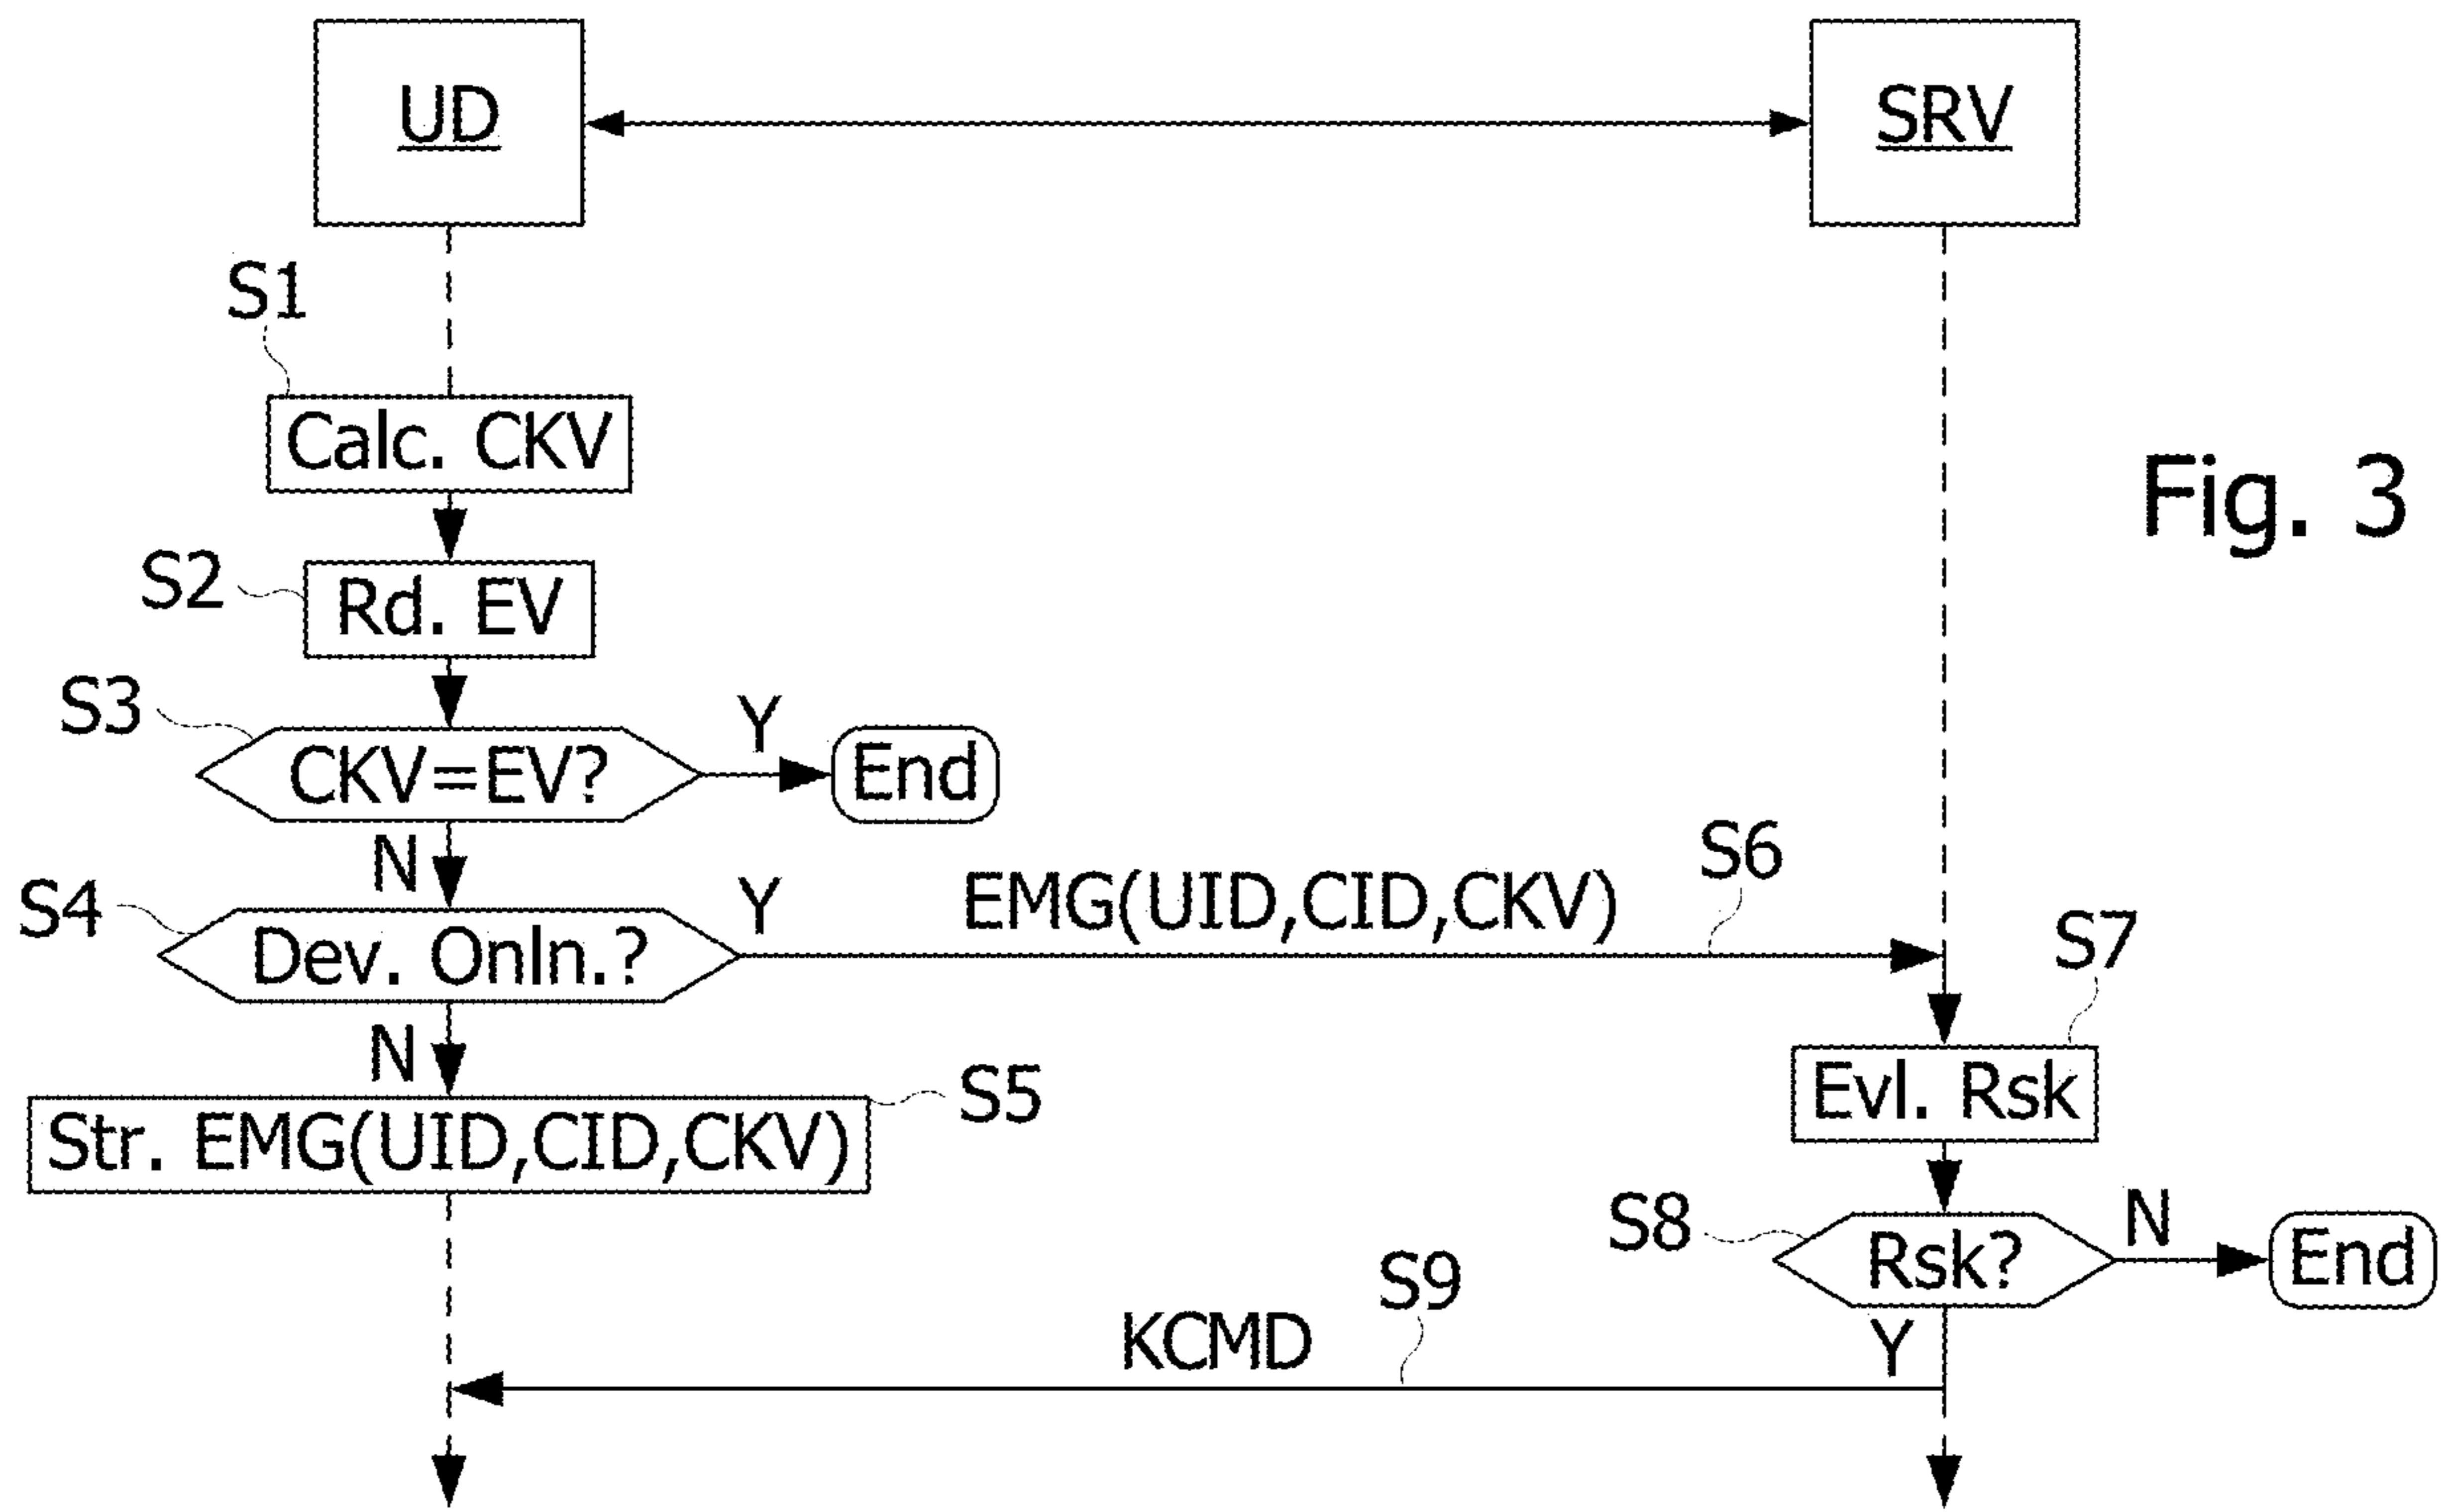 UD
SRV
S1
Calc. CKV
Fig. 3
S2
Rd. EV
S3
CKV=EV?
Y
End
N
S4
Dev. Onln.?
Y
EMG(UID,CID,CKV)
S6
S7
N
Evl. Rsk
Str. EMG(UID,CID,CKV)
S5
S8
Rsk?
N
End
S9
KCMD
Y